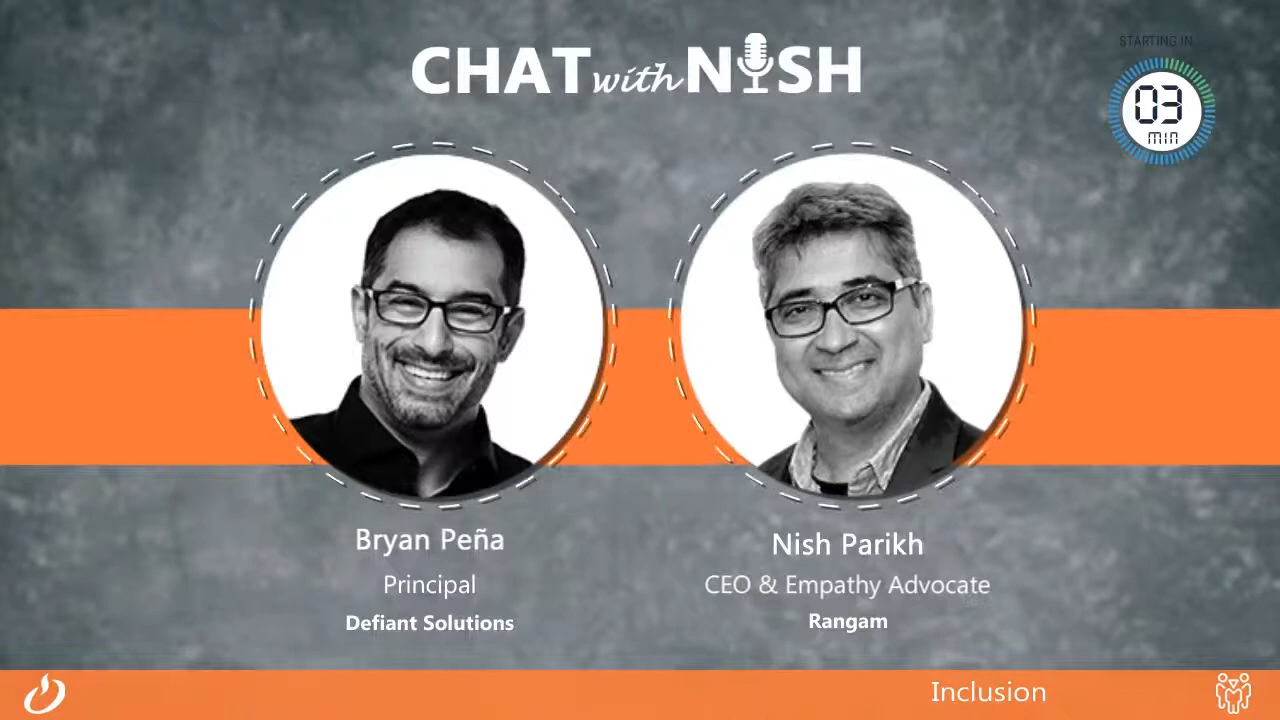 CHAT with NISH
STARTING IN
03
MIN
Bryan Peña
Principal
Defiant Solutions
Nish Parikh
CEO & Empathy Advocate
Rangam
Inclusion